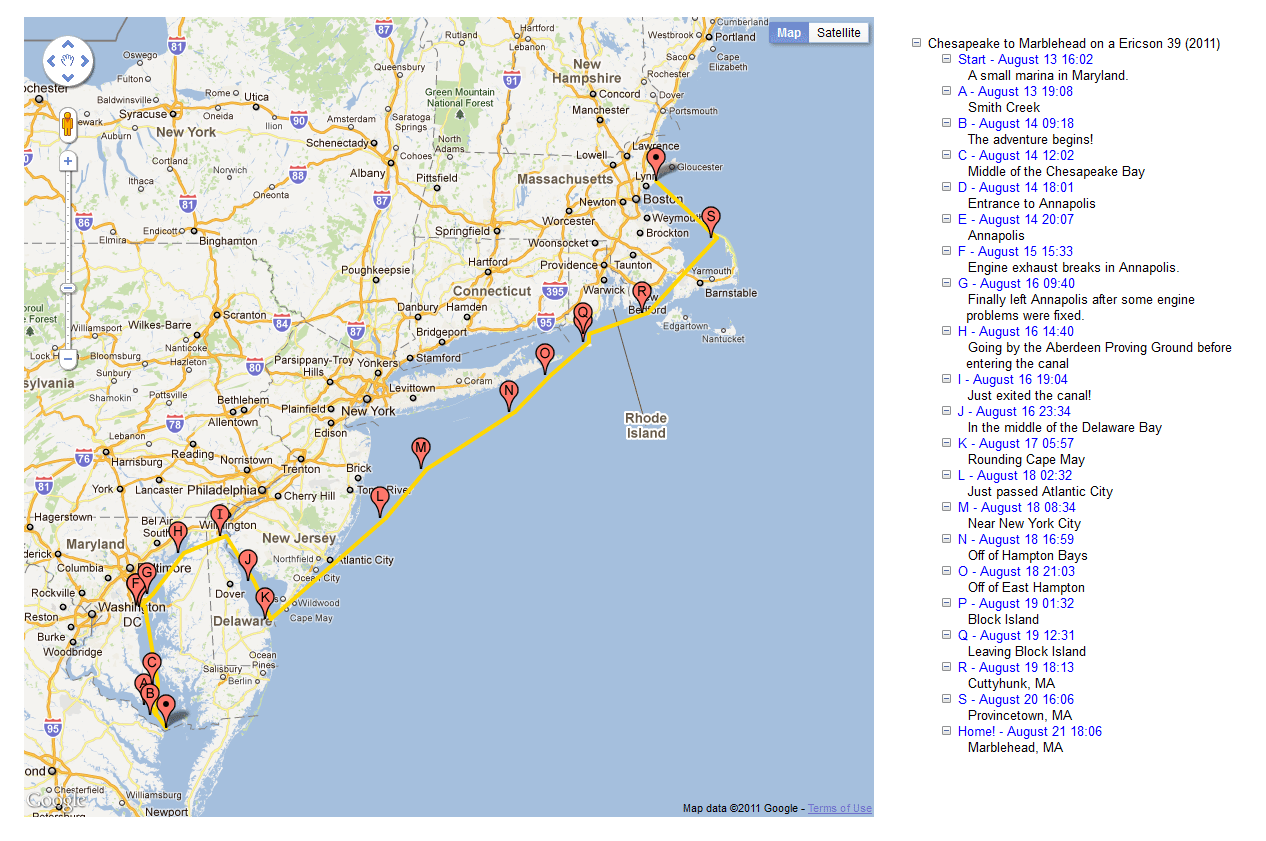 Map
Satellite
Cumberland
Portland
Rutland
Hartford
Lebanon
Westbrook
Saco
Cape
Elizabeth
Queensbury
New
Hampshire
Rochester
Oswego
Fulton
Green Mountain
National Forest
Concord
Dover
Baldwinsville
Rome
Utica
Portsmouth
Syracuse
Oneida
Manchester
Auburn
Ilion
Amsterdam
Saratoga
Springs
New York
Schenectady
North
Adams
Lawrence
Cortland
Cohoes
Lowell
Gloucester
Norwich
Albany
Pittsfield
Massachusetts
Lynn
Ithaca
Oneonta
Newton
Boston
Worcester
Weymouth
Elmira
Endicott
Binghamton
Springfield
Brockton
Woonsocket
Hartford
Providence
Taunton
Yarmouth
Poughkeepsie
Connecticut
Warwick
New
Bedford
Barnstable
Scranton
Danbury
Hamden
Edgartown
Nantucket
Williamsport
Wilkes-Barre
Bridgeport
Nanticoke
Stamford
Bloomsburg
Hazleton
Parsippany-Troy
Hills
Yonkers
Coram
sylvania
Shamokin
Pottsville
Bethlehem
Levittown
Allentown
Plainfield
New York
Rhode
Island
Lebanon
Edison
Harrisburg
Reading
Norristown
Trenton
Brick
York
Lancaster
Philadelphia
Cherry Hill
Toms River
Hagerstown
Bel Air
South
Wilmington
New Jersey
Maryland
Northfield
Atlantic City
Columbia
Baltimore
Ocean City
Rockville
Dover
Wildwood
Reston
Washington
DC
Delaware
Cape May
Burke
Woodbridge
Ocean
Pines
Salisbury
Berlin
Chesterfield
Williamsburg
Newport
Google
Map data ©2011 Google - Terms of Use
Chesapeake to Marblehead on a Ericson 39 (2011)
Start - August 13 16:02
A small marina in Maryland.
A - August 13 19:08
Smith Creek
B - August 14 09:18
The adventure begins!
C - August 14 12:02
Middle of the Chesapeake Bay
D - August 14 18:01
Entrance to Annapolis
E - August 14 20:07
Annapolis
F - August 15 15:33
Engine exhaust breaks in Annapolis.
G - August 16 09:40
Finally left Annapolis after some engine
problems were fixed.
H - August 16 14:40
Going by the Aberdeen Proving Ground before
entering the canal
I - August 16 19:04
Just exited the canal!
J - August 16 23:34
In the middle of the Delaware Bay
K - August 17 05:57
Rounding Cape May
L - August 18 02:32
Just passed Atlantic City
M - August 18 08:34
Near New York City
N - August 18 16:59
Off of Hampton Bays
O - August 18 21:03
Off of East Hampton
P - August 19 01:32
Block Island
Q - August 19 12:31
Leaving Block Island
R - August 19 18:13
Cuttyhunk, MA
S - August 20 16:06
Provincetown, MA
Home! - August 21 18:06
Marblehead, MA